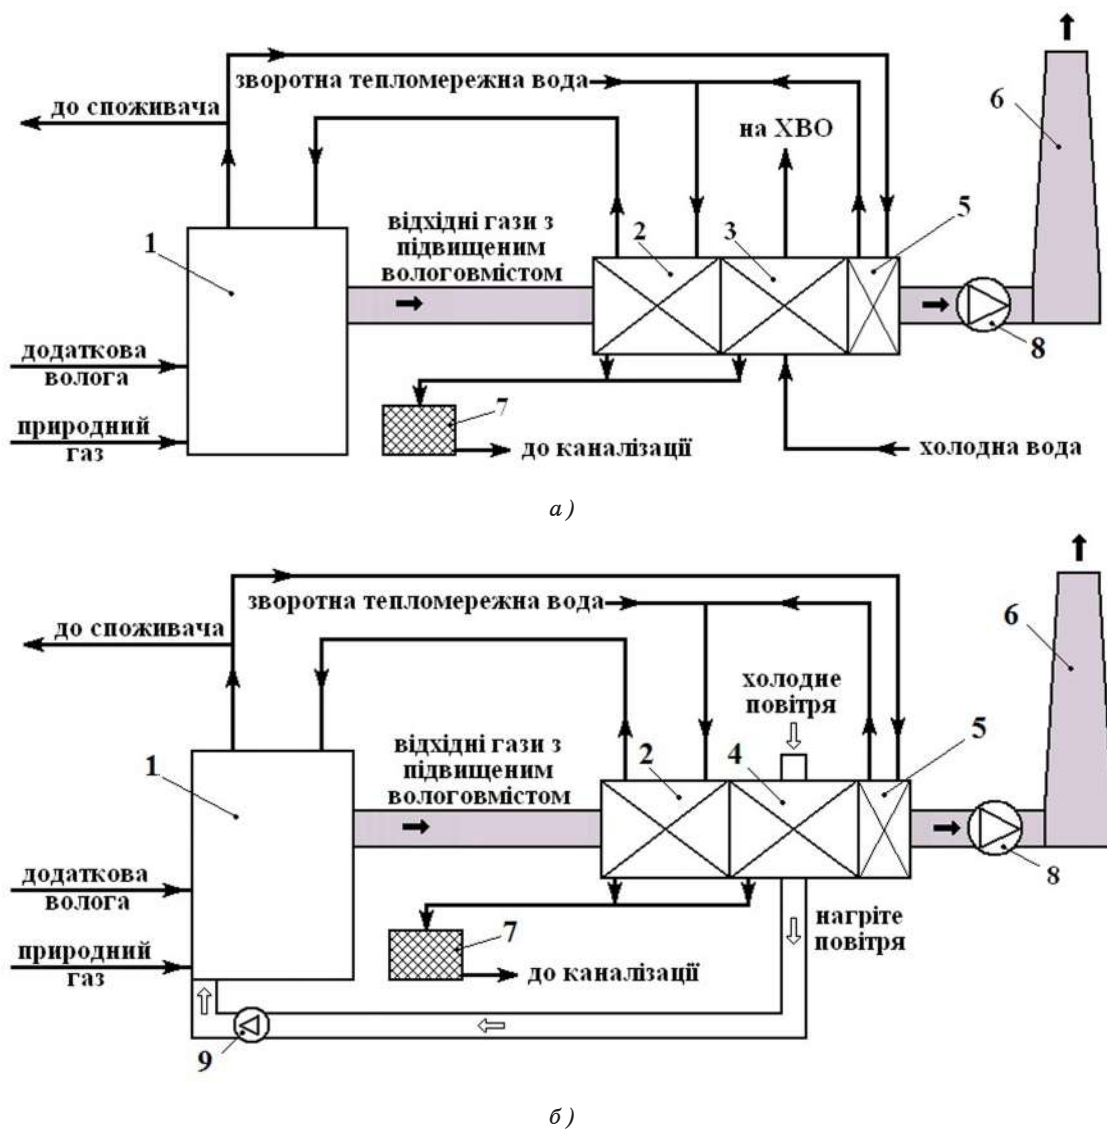 зворотна тепломережна вода
до споживача
на ХВО
6
5
відхідні гази з
підвищеним
вологовмістом
1
2
3
8
додаткова
волога
7
природний
газ
до каналізації
холодна вода
а)
зворотна тепломережна вода
до споживача
6
холодне
повітря
5
відхідні гази з
підвищеним
вологовмістом
1
2
4
8
додаткова
волога
7
нагріте
повітря
природний
газ
до каналізації
9
б)